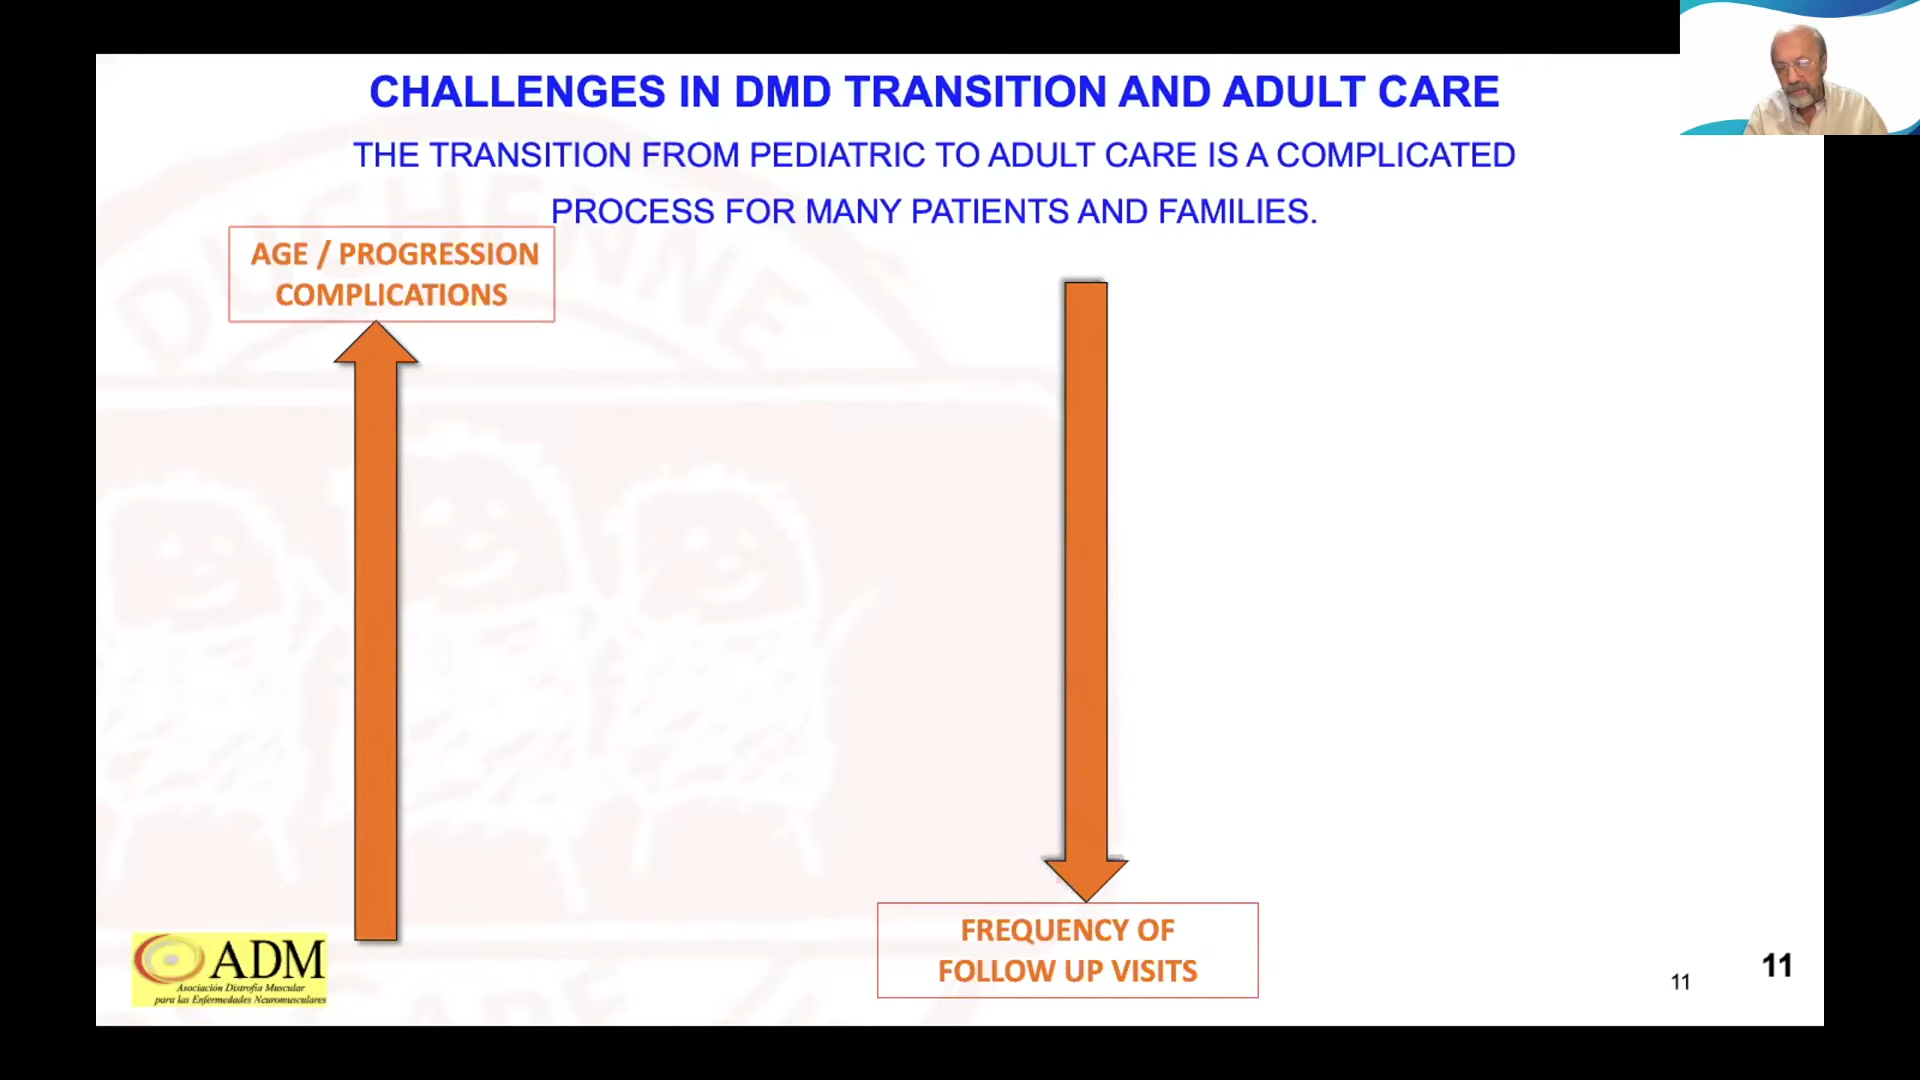 CHALLENGES IN DMD TRANSITION AND ADULT CARE
THE TRANSITION FROM PEDIATRIC TO ADULT CARE IS A COMPLICATED
PROCESS FOR MANY PATIENTS AND FAMILIES.
AGE / PROGRESSION
COMPLICATIONS
DUCHENNE
FREQUENCY OF
FOLLOW UP VISITS
ADM
Asociación Distrofia Muscular
para las Enfermedades Neuromusculares
11
11